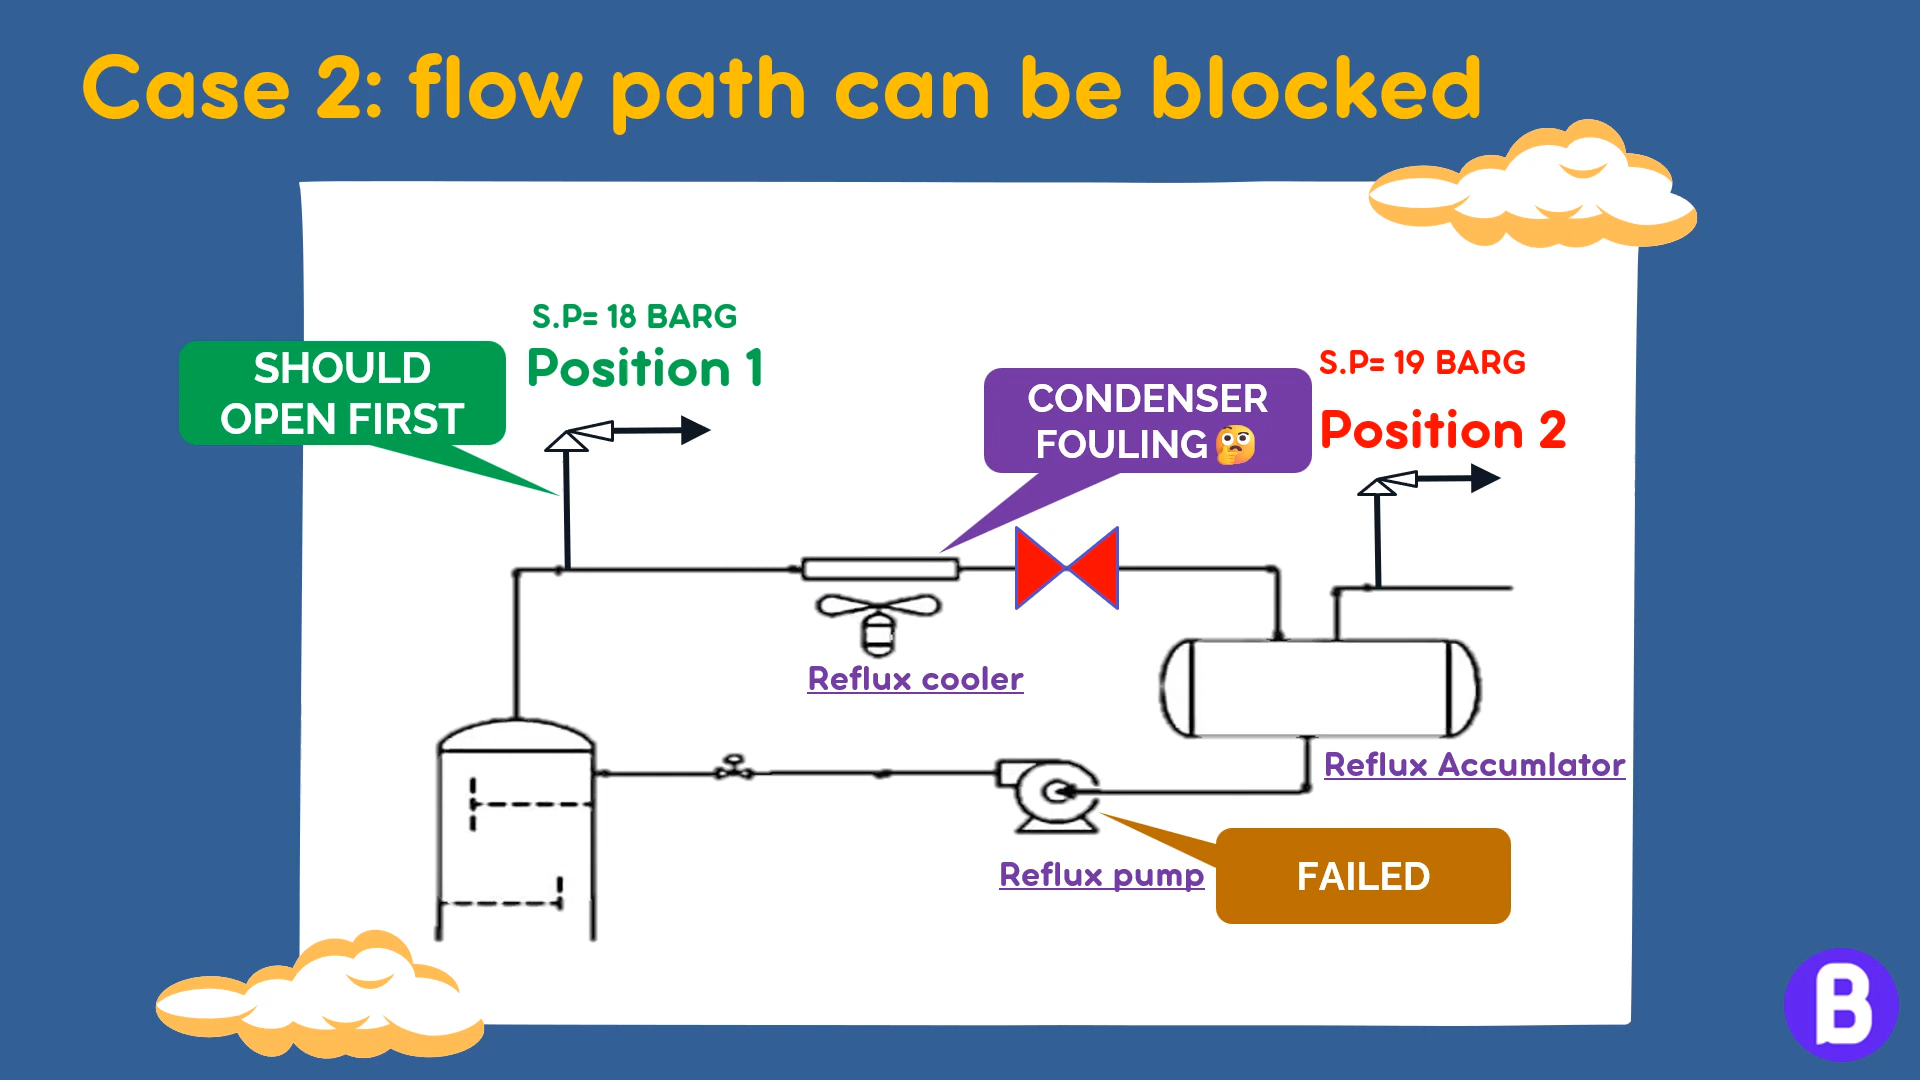 Case 2: flow path can be blocked
S.P= 18 BARG
Position 1
SHOULD
OPEN FIRST
CONDENSER
FOULING🤔
S.P= 19 BARG
Position 2
Reflux cooler
Reflux Accumlator
Reflux pump
FAILED
B